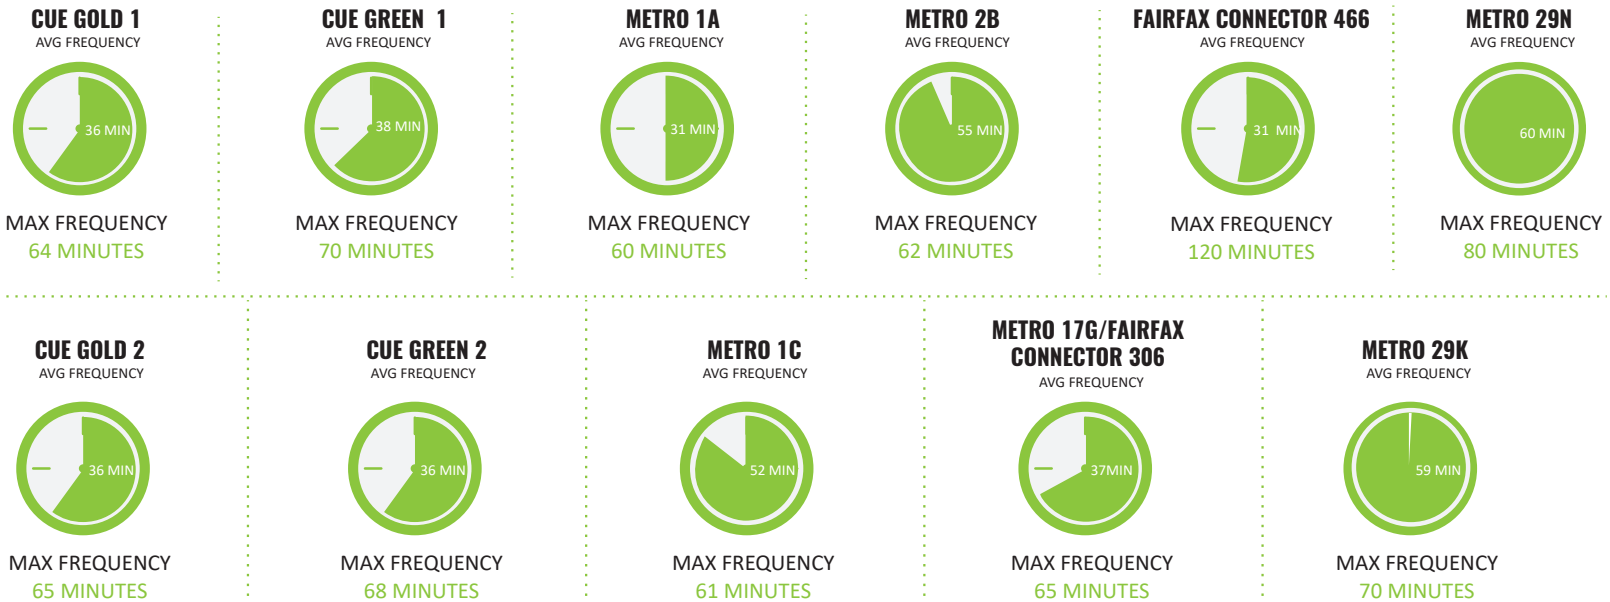 CUE GOLD 1
AVG FREQUENCY
36 MIN
MAX FREQUENCY
64 MINUTES
CUE GREEN 1
AVG FREQUENCY
38 MIN
MAX FREQUENCY
70 MINUTES
METRO 1A
AVG FREQUENCY
31 MIN
MAX FREQUENCY
60 MINUTES
METRO 2B
AVG FREQUENCY
55 MIN
MAX FREQUENCY
62 MINUTES
FAIRFAX CONNECTOR 466
AVG FREQUENCY
31 MIN
MAX FREQUENCY
120 MINUTES
METRO 29N
AVG FREQUENCY
60 MIN
MAX FREQUENCY
80 MINUTES
CUE GOLD 2
AVG FREQUENCY
36 MIN
MAX FREQUENCY
65 MINUTES
CUE GREEN 2
AVG FREQUENCY
36 MIN
MAX FREQUENCY
68 MINUTES
METRO 1C
AVG FREQUENCY
52 MIN
MAX FREQUENCY
61 MINUTES
METRO 17G/FAIRFAX
CONNECTOR 306
AVG FREQUENCY
37MIN
MAX FREQUENCY
65 MINUTES
METRO 29K
AVG FREQUENCY
59 MIN
MAX FREQUENCY
70 MINUTES